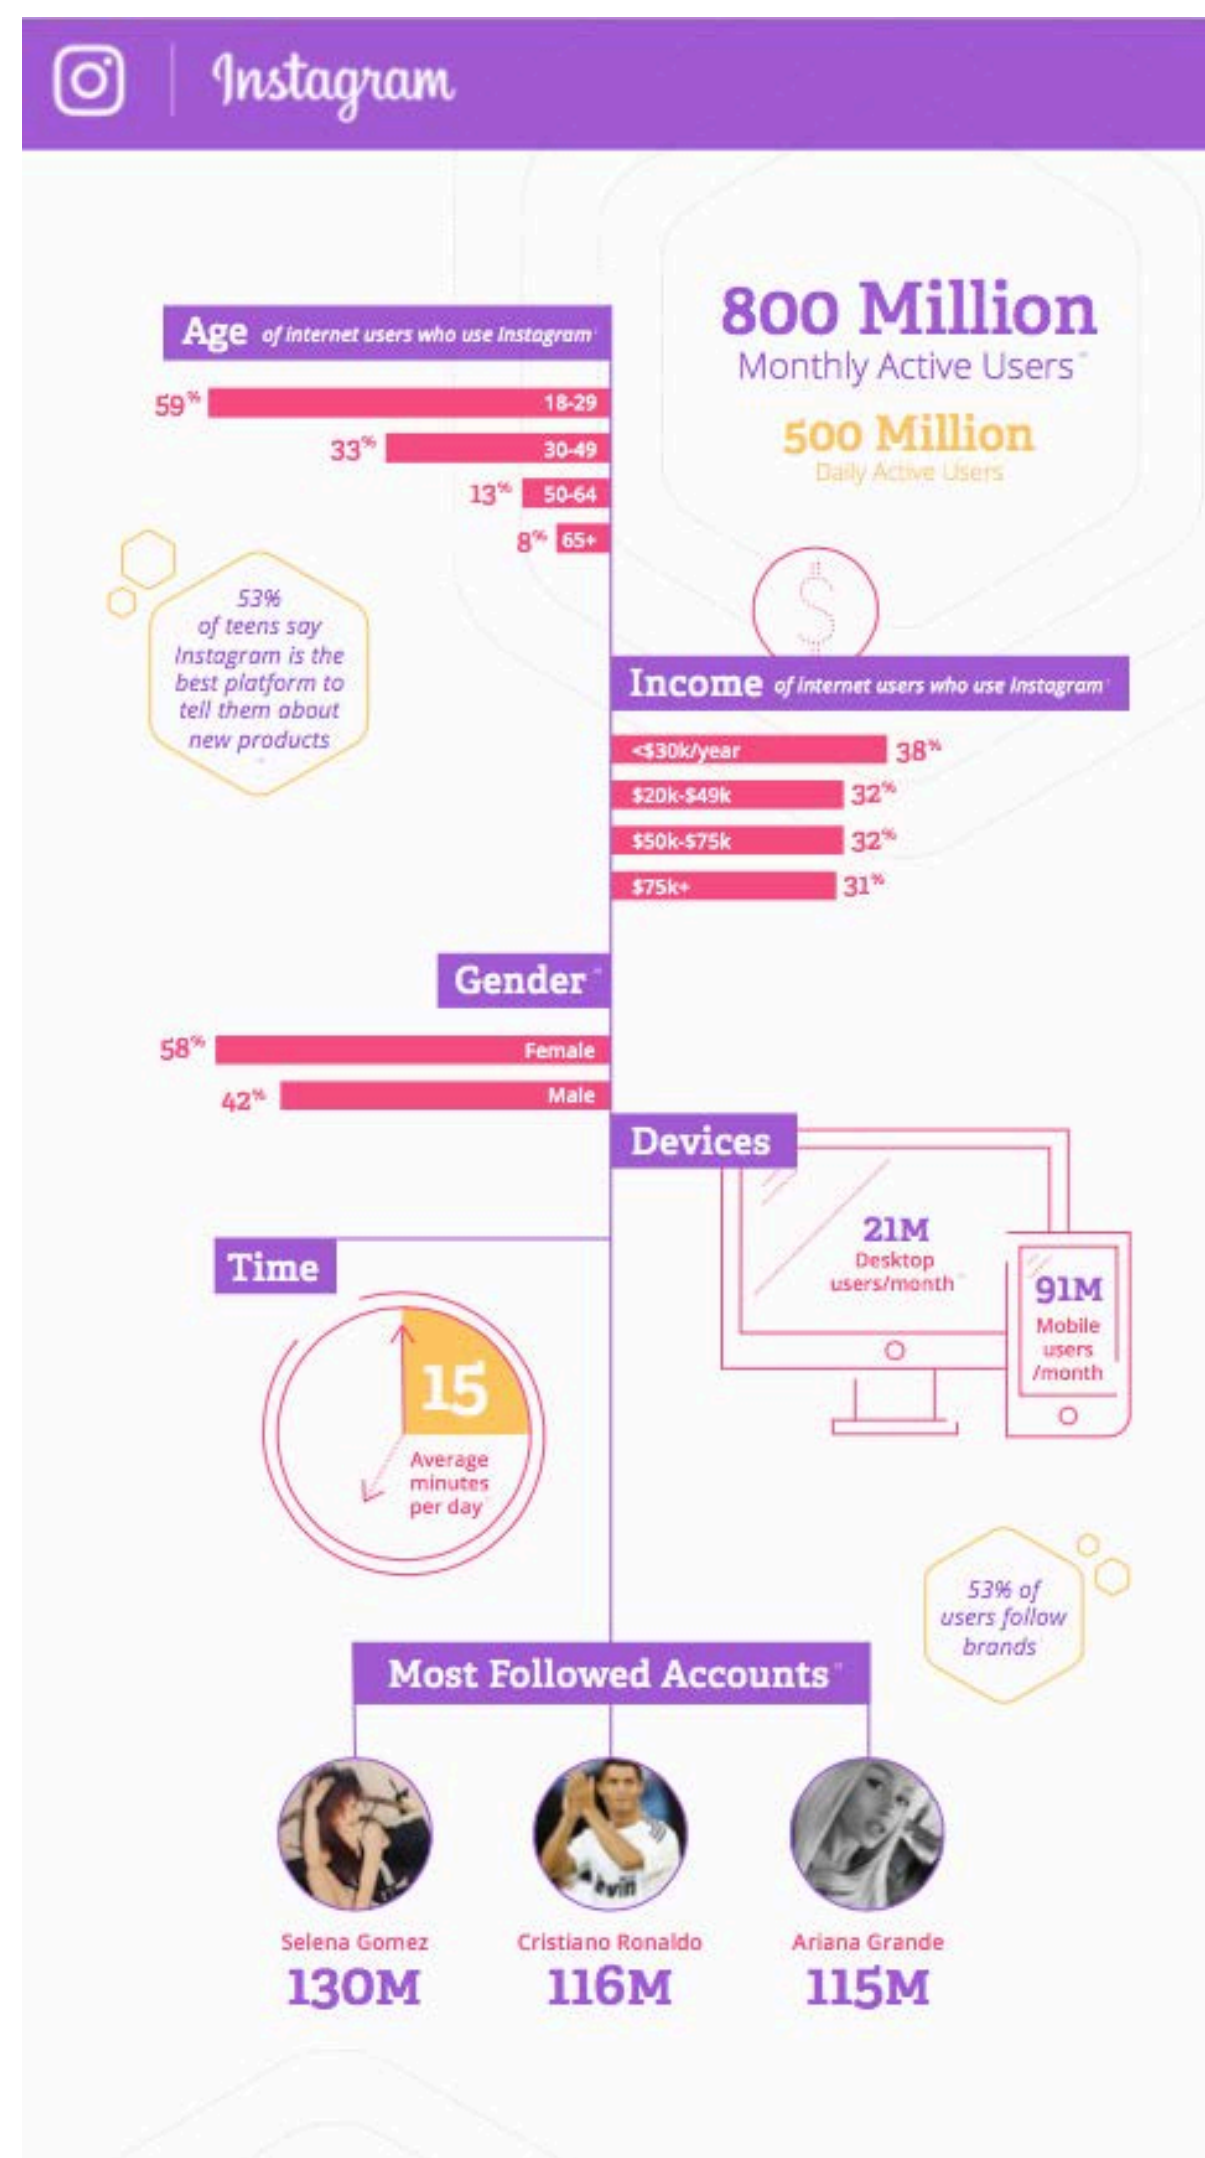 Instagram
800 Million
Monthly Active Users
500 Million
Daily Active Users
Age of internet users who use Instagram
59% 18-29
33% 30-49
13% 50-64
8% 65+
53%
of teens say
Instagram is the
best platform to
tell them about
new products
$
Income of internet users who use Instagram
<$30k/year 38%
$20k-$49k 32%
$50k-$75k 32%
$75k+ 31%
Gender
58% Female
42% Male
Devices
21M
Desktop
users/month
91M
Mobile
users
/month
Time
15
Average
minutes
per day
53% of
users follow
brands
Most Followed Accounts
Selena Gomez
130M
Cristiano Ronaldo
116M
Ariana Grande
115M